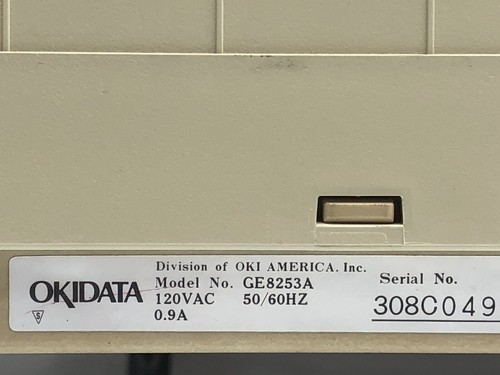 Division of OKI AMERICA. Inc.
OKIDATA
Model No. GE8253A
120VAC 50/60HZ
0.9A
S
Serial No.
308C049